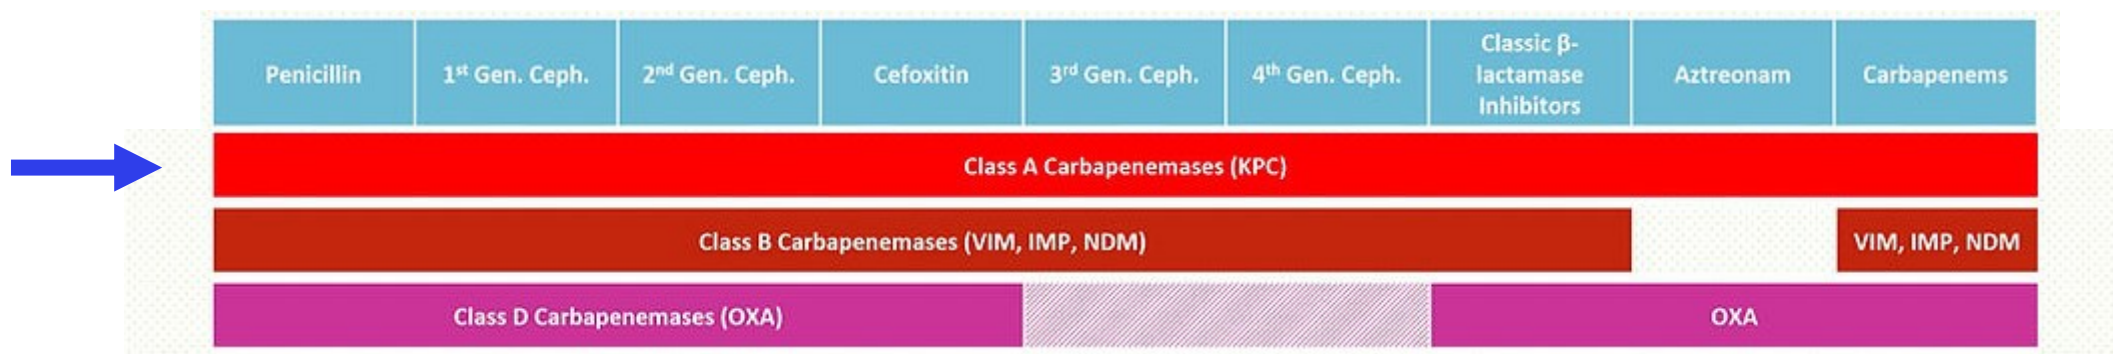 Penicillin
1st Gen. Ceph.
2nd Gen. Ceph.
Cefoxitin
3rd Gen. Ceph.
4th Gen. Ceph.
Classic β-
lactamase
Inhibitors
Aztreonam
Carbapenems
Class A Carbapenemases (KPC)
Class B Carbapenemases (VIM, IMP, NDM)
VIM, IMP, NDM
Class D Carbapenemases (OXA)
OXA